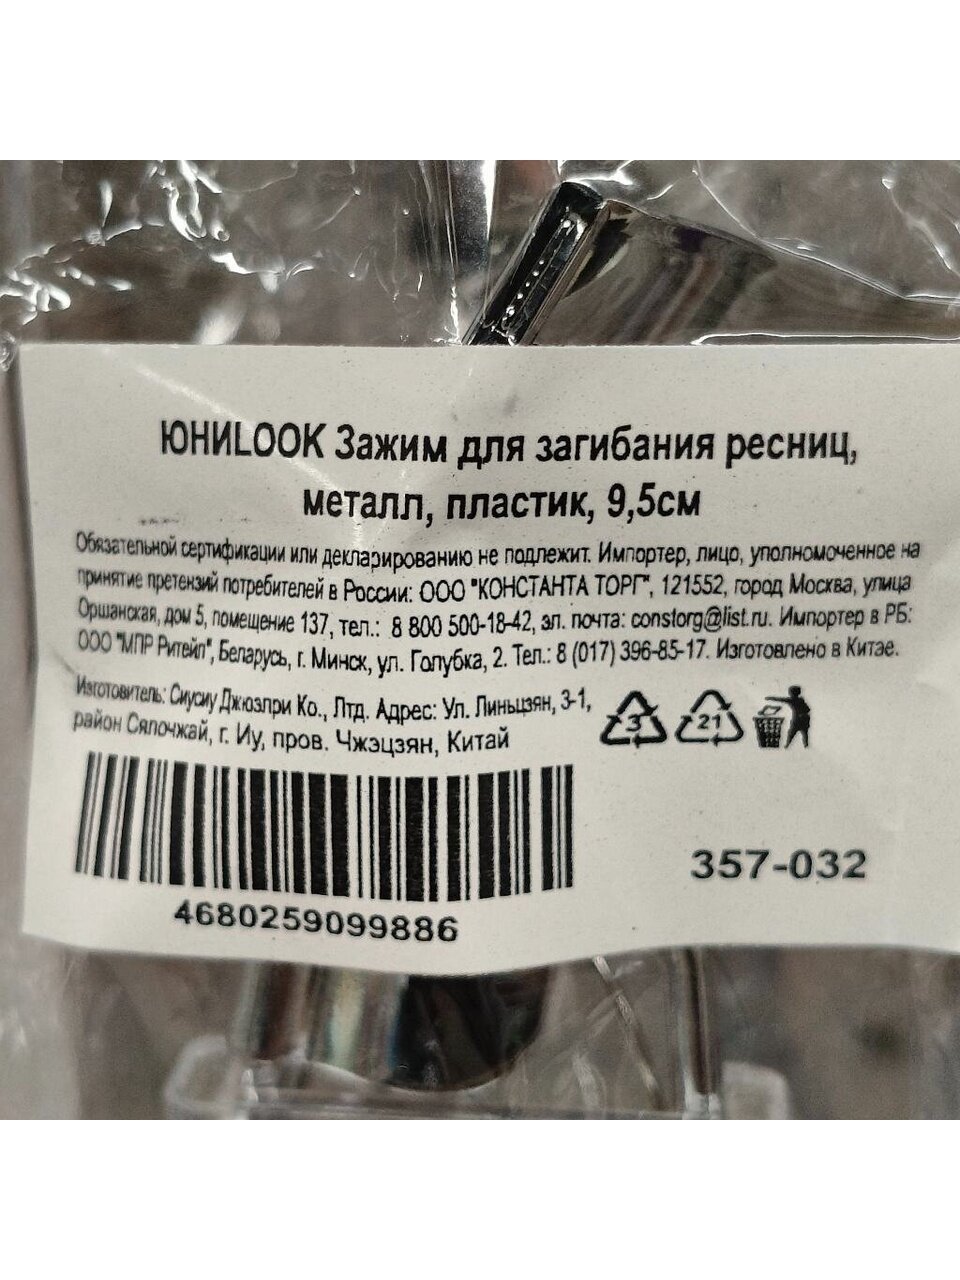 ЮНИLOOK Зажим для загибания ресниц,
металл, пластик, 9,5см
Обязательной сертификации или декларированию не подлежит. Импортер, лицо, уполномоченное на
принятие претензий потребителей в России: ООО "КОНСТАНТА ТОРГ", 121552, город Москва, улица
Оршанская, дом 5, помещение 137, тел.: 8 800 500-18-42, эл. почта: constorg@list.ru. Импортер в РБ:
ООО "МПР Ритейл", Беларусь, г. Минск, ул. Голубка, 2. Тел.: 8 (017) 396-85-17. Изготовлено в Китае.
Изготовитель: Сиусиу Джюэлри Ко., Лтд. Адрес: Ул. Линьцзян, 3-1,
район Сяпочжай, г. Иу, пров. Чжэцзян, Китай
3 21
357-032
4680259099886